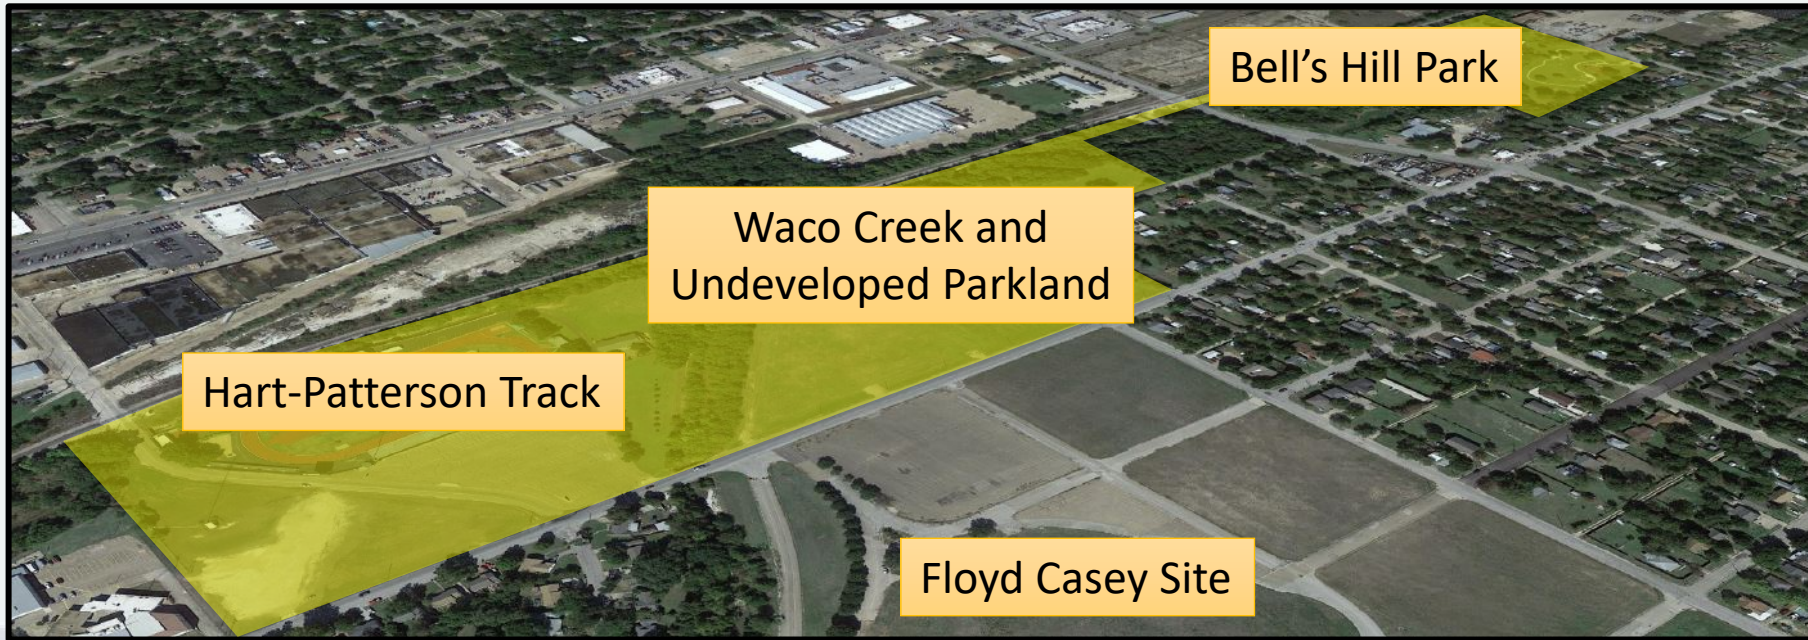 Bell’s Hill Park
Waco Creek and
Undeveloped Parkland
Hart-Patterson Track
Floyd Casey Site